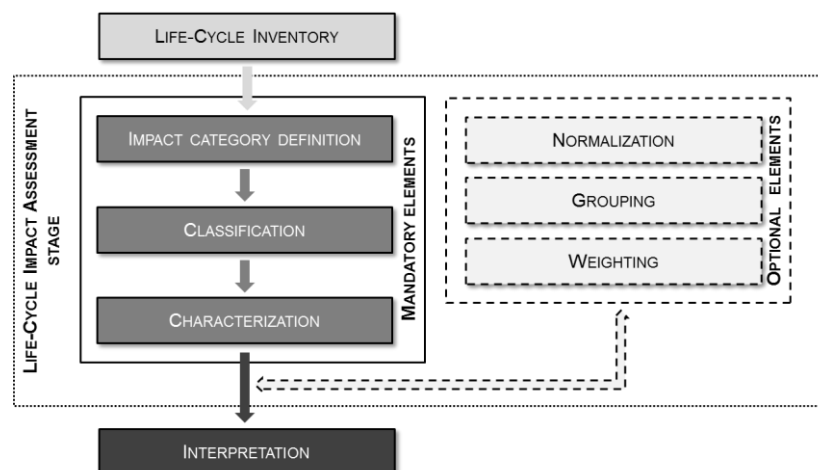 LIFE-CYCLE INVENTORY
LIFE-CYCLE IMPACT ASSESSMENT
STAGE
IMPACT CATEGORY DEFINITION
CLASSIFICATION
CHARACTERIZATION
MANDATORY ELEMENTS
NORMALIZATION
GROUPING
WEIGHTING
OPTIONAL ELEMENTS
INTERPRETATION